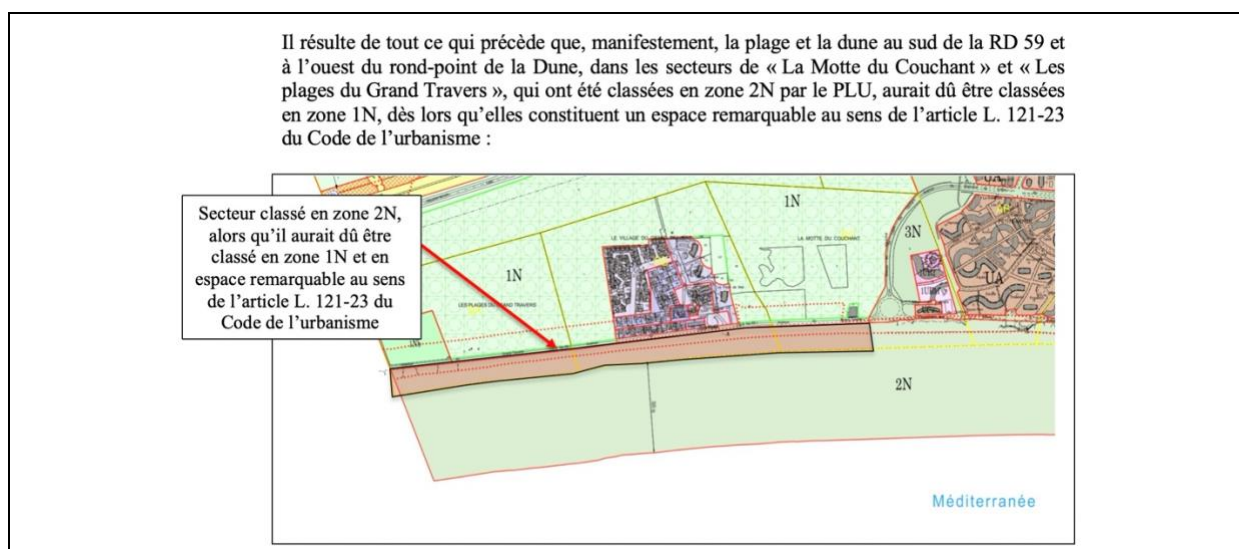 Il résulte de tout ce qui précède que, manifestement, la plage et la dune au sud de la RD 59 et
à l’ouest du rond-point de la Dune, dans les secteurs de « La Motte du Couchant » et « Les
plages du Grand Travers », qui ont été classées en zone 2N par le PLU, aurait dû être classées
en zone 1N, dès lors qu’elles constituent un espace remarquable au sens de l’article L. 121-23
du Code de l’urbanisme :
Secteur classé en zone 2N,
alors qu’il aurait dû être
classé en zone 1N et en
espace remarquable au sens
de l’article L. 121-23 du
Code de l’urbanisme
1N
LE VILLAGE DU
LA MOTTE DU COUCHANT
3N
1N
UA
LES PLAGES DU GRAND TRAVERS
2N
Méditerranée